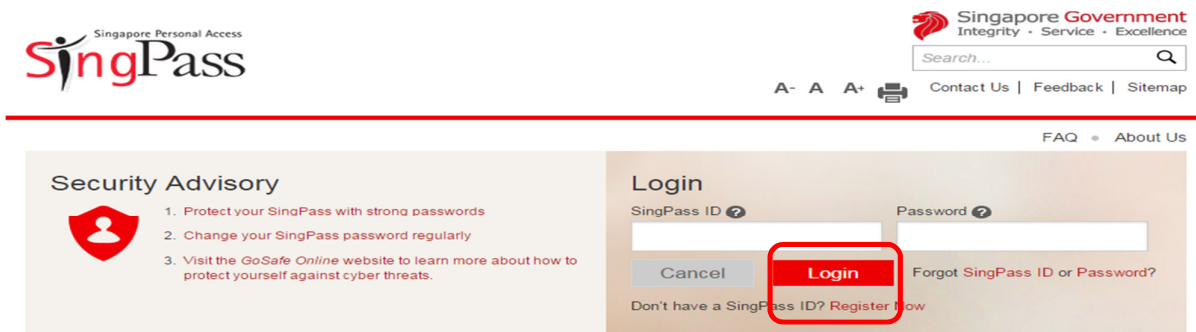 Singapore Personal Access
SingPass
Singapore Government
Integrity · Service · Excellence
Search...
A- A A+ Contact Us | Feedback | Sitemap
FAQ • About Us
Security Advisory
1. Protect your SingPass with strong passwords
2. Change your SingPass password regularly
3. Visit the GoSafe Online website to learn more about how to
protect yourself against cyber threats.
Login
SingPass ID ? Password ?
Cancel Login Forgot SingPass ID or Password?
Don't have a SingPass ID? Register Now